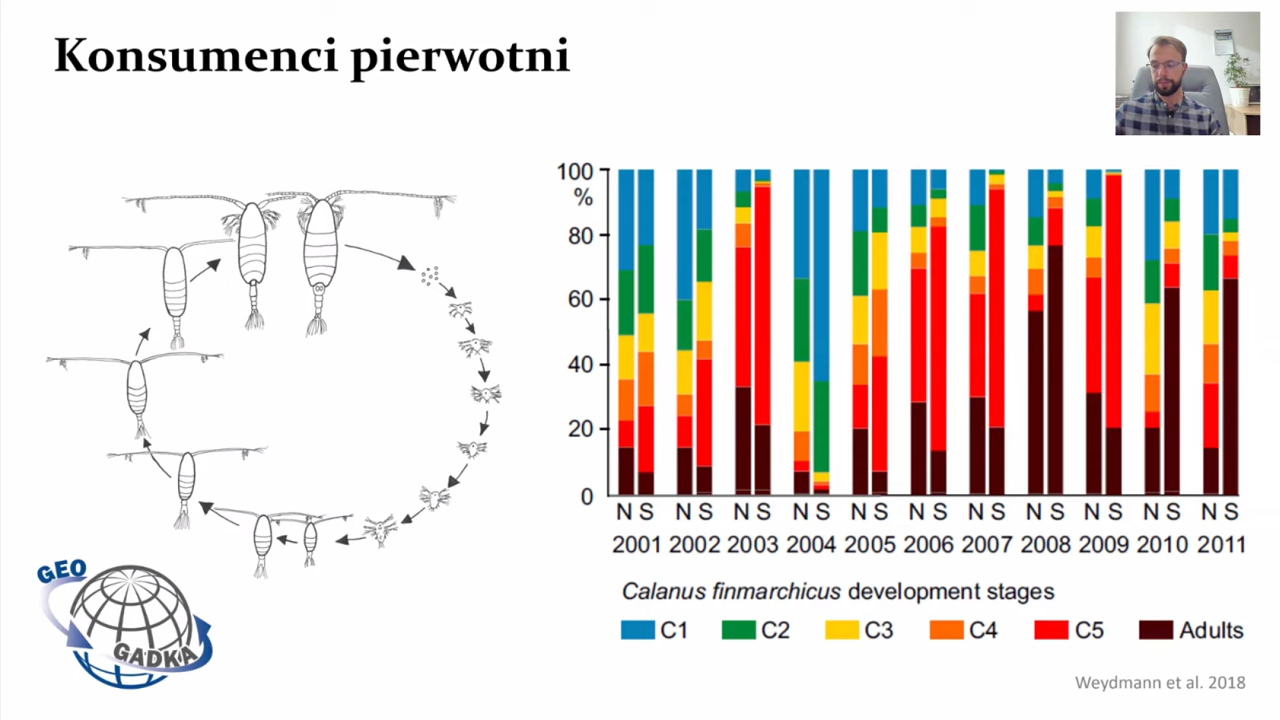 Konsumenci pierwotni
100
%
80
60
40
20
0
N S N S N S N S N S N S N S N S N S N S N S
2001 2002 2003 2004 2005 2006 2007 2008 2009 2010 2011
Calanus finmarchicus development stages
C1 C2 C3 C4 C5 Adults
GEO
GADKA
Weydmann et al. 2018